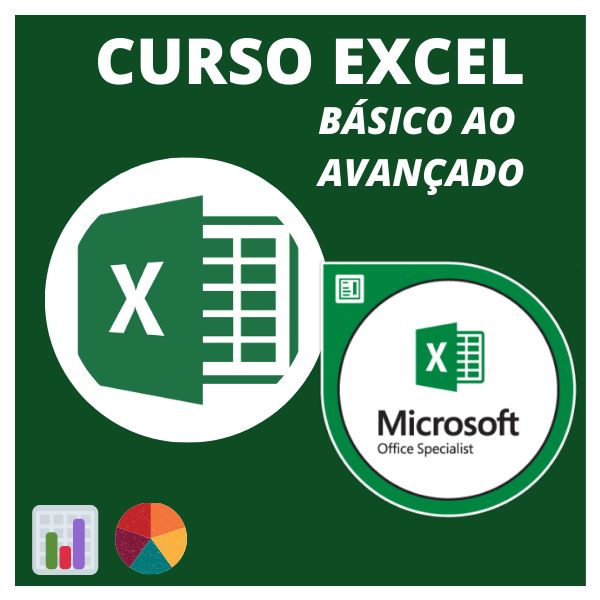 CURSO EXCEL
BÁSICO AO
AVANÇADO
X
X
Microsoft
Office Specialist